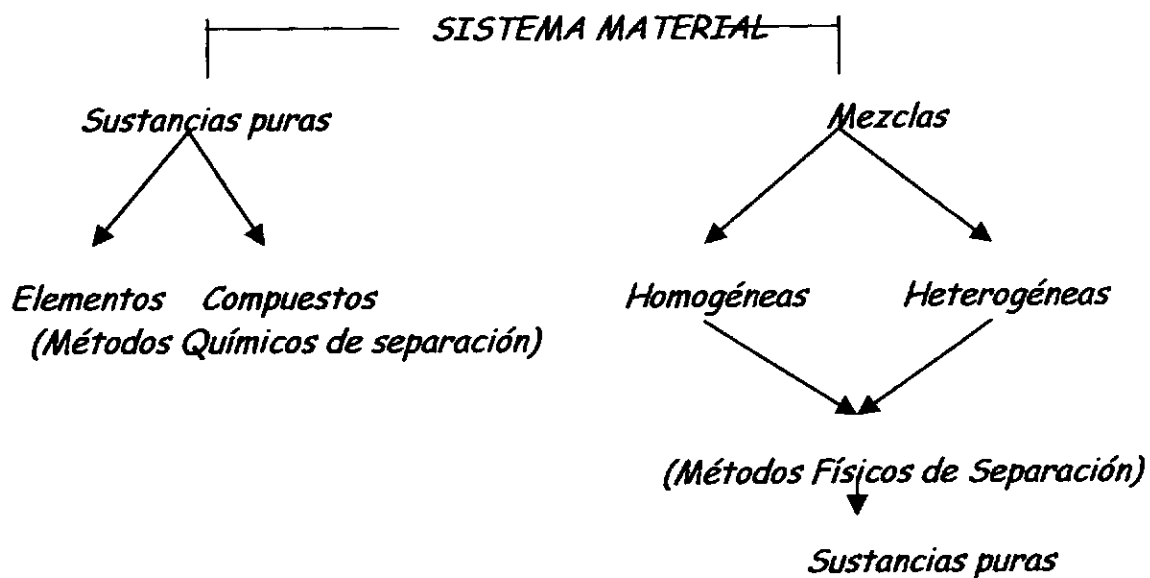 SISTEMA MATERIAL
Sustancias puras
Mezclas
Elementos Compuestos
(Métodos Químicos de separación)
Homogéneas Heterogéneas
(Métodos Físicos de Separación)
Sustancias puras